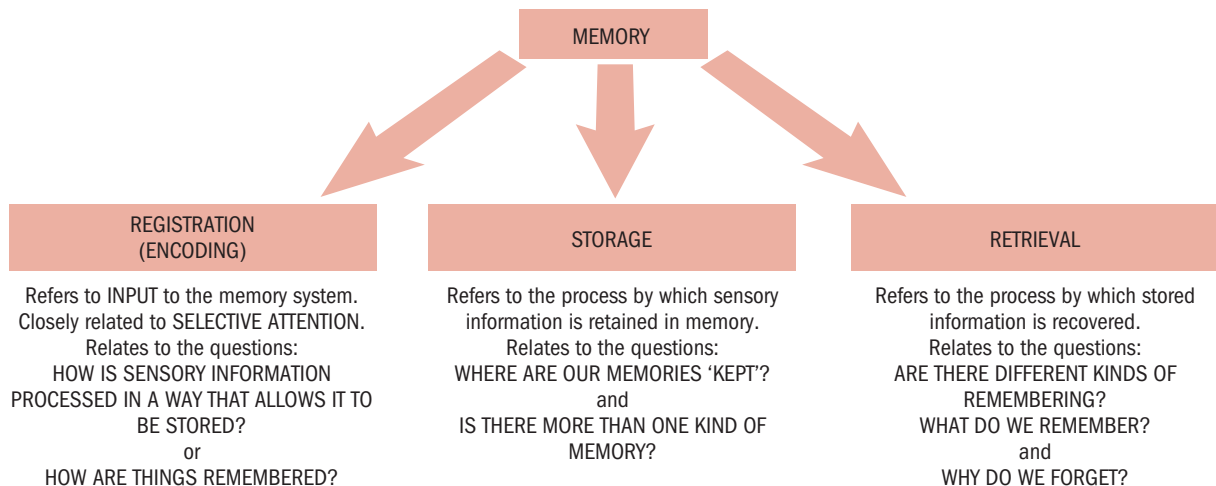 MEMORY
REGISTRATION
(ENCODING)
Refers to INPUT to the memory system.
Closely related to SELECTIVE ATTENTION.
Relates to the questions:
HOW IS SENSORY INFORMATION
PROCESSED IN A WAY THAT ALLOWS IT TO
BE STORED?
or
HOW ARE THINGS REMEMBERED?
STORAGE
Refers to the process by which sensory
information is retained in memory.
Relates to the questions:
WHERE ARE OUR MEMORIES ‘KEPT’?
and
IS THERE MORE THAN ONE KIND OF
MEMORY?
RETRIEVAL
Refers to the process by which stored
information is recovered.
Relates to the questions:
ARE THERE DIFFERENT KINDS OF
REMEMBERING?
WHAT DO WE REMEMBER?
and
WHY DO WE FORGET?